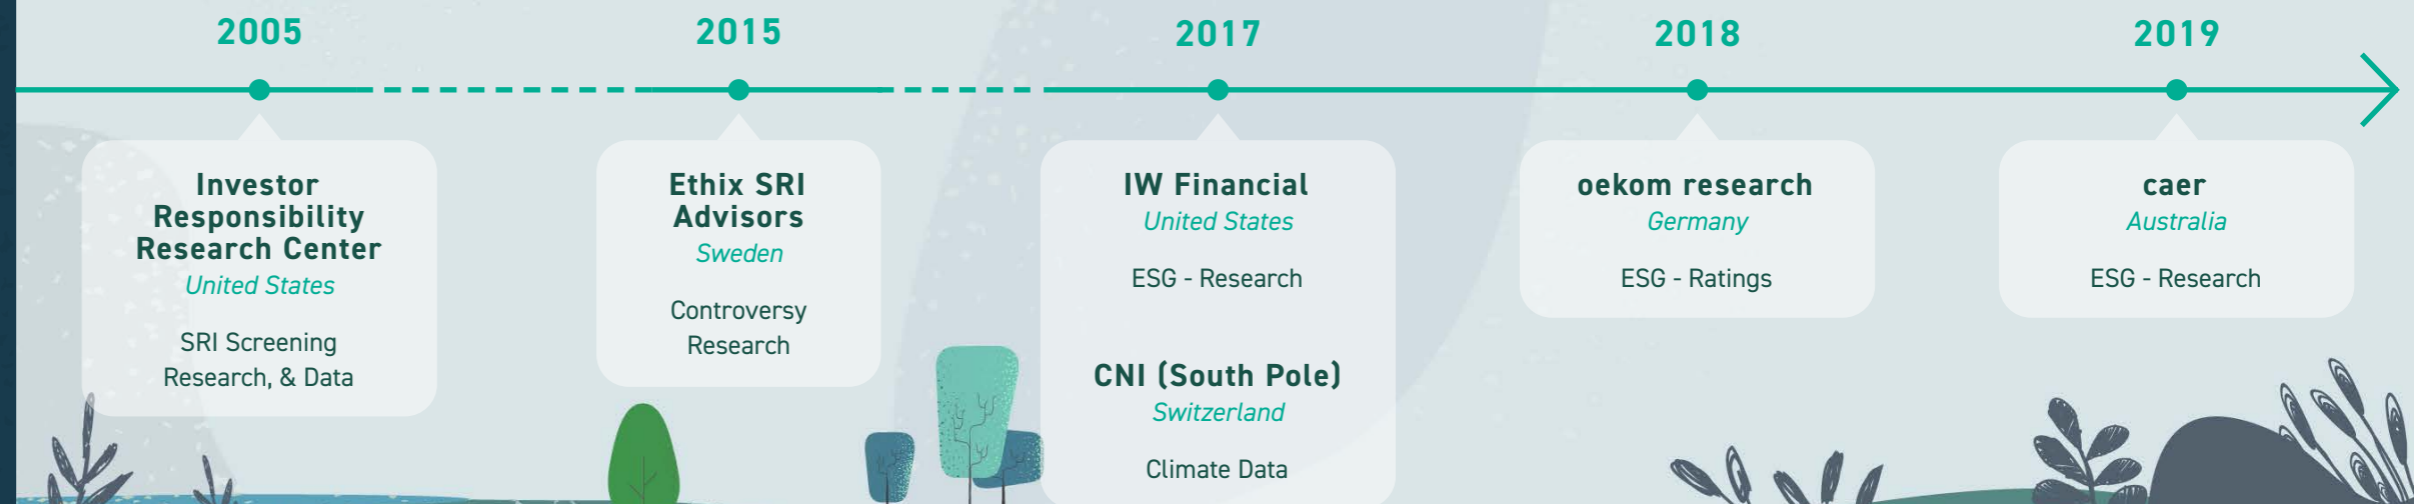 2005
Investor
Responsibility
Research Center
United States
SRI Screening
Research, & Data
2015
Ethix SRI
Advisors
Sweden
Controversy
Research
2017
IW Financial
United States
ESG - Research
CNI (South Pole)
Switzerland
Climate Data
2018
oekom research
Germany
ESG - Ratings
2019
caer
Australia
ESG - Research